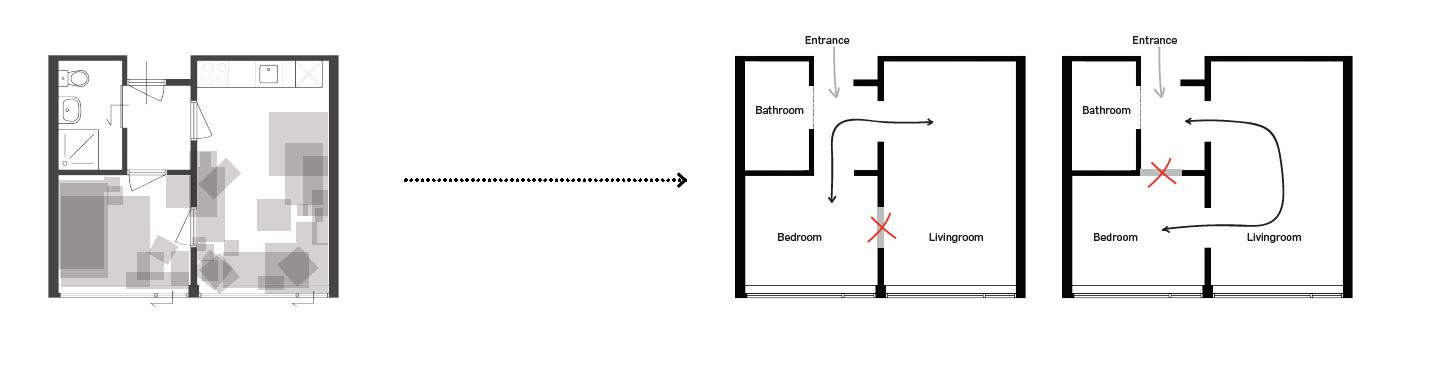 Entrance
Bathroom
Bedroom
Livingroom
Entrance
Bathroom
Bedroom
Livingroom